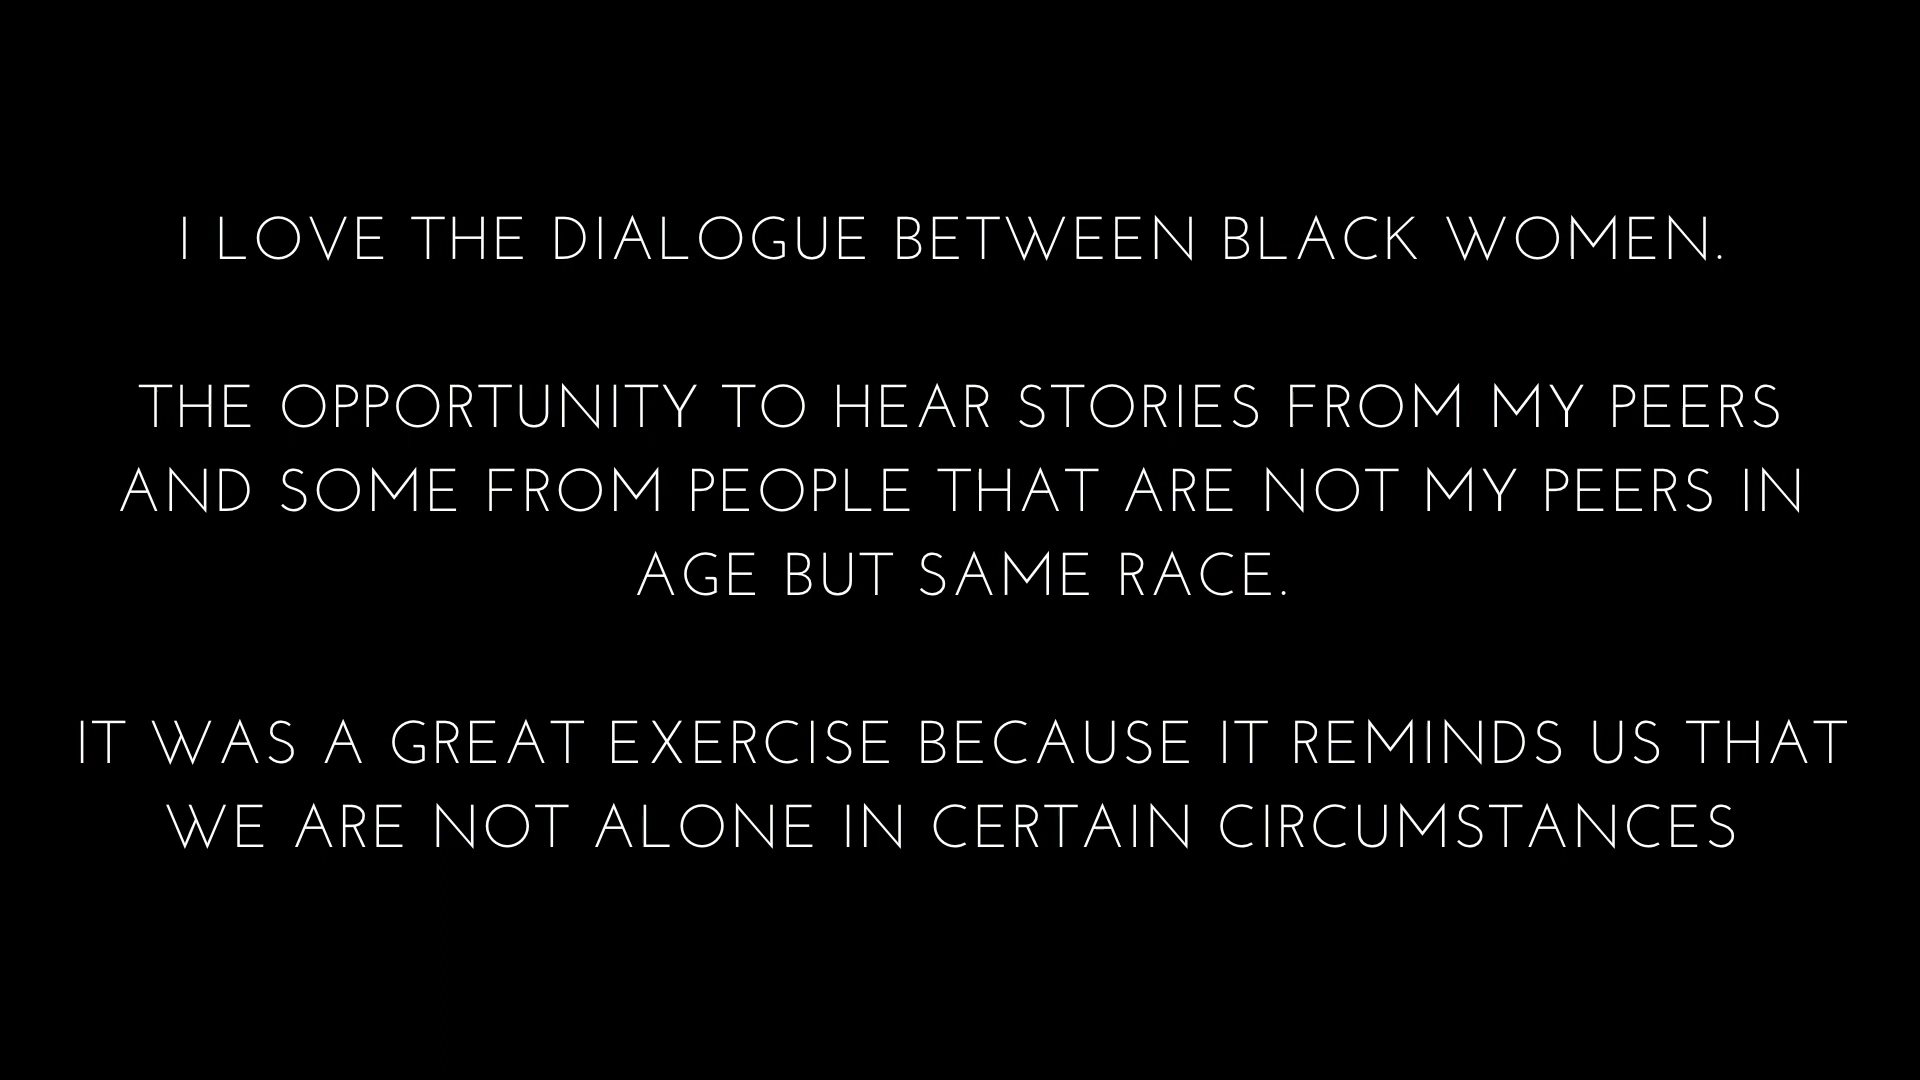 I LOVE THE DIALOGUE BETWEEN BLACK WOMEN.
THE OPPORTUNITY TO HEAR STORIES FROM MY PEERS
AND SOME FROM PEOPLE THAT ARE NOT MY PEERS IN
AGE BUT SAME RACE.
IT WAS A GREAT EXERCISE BECAUSE IT REMINDS US THAT
WE ARE NOT ALONE IN CERTAIN CIRCUMSTANCES